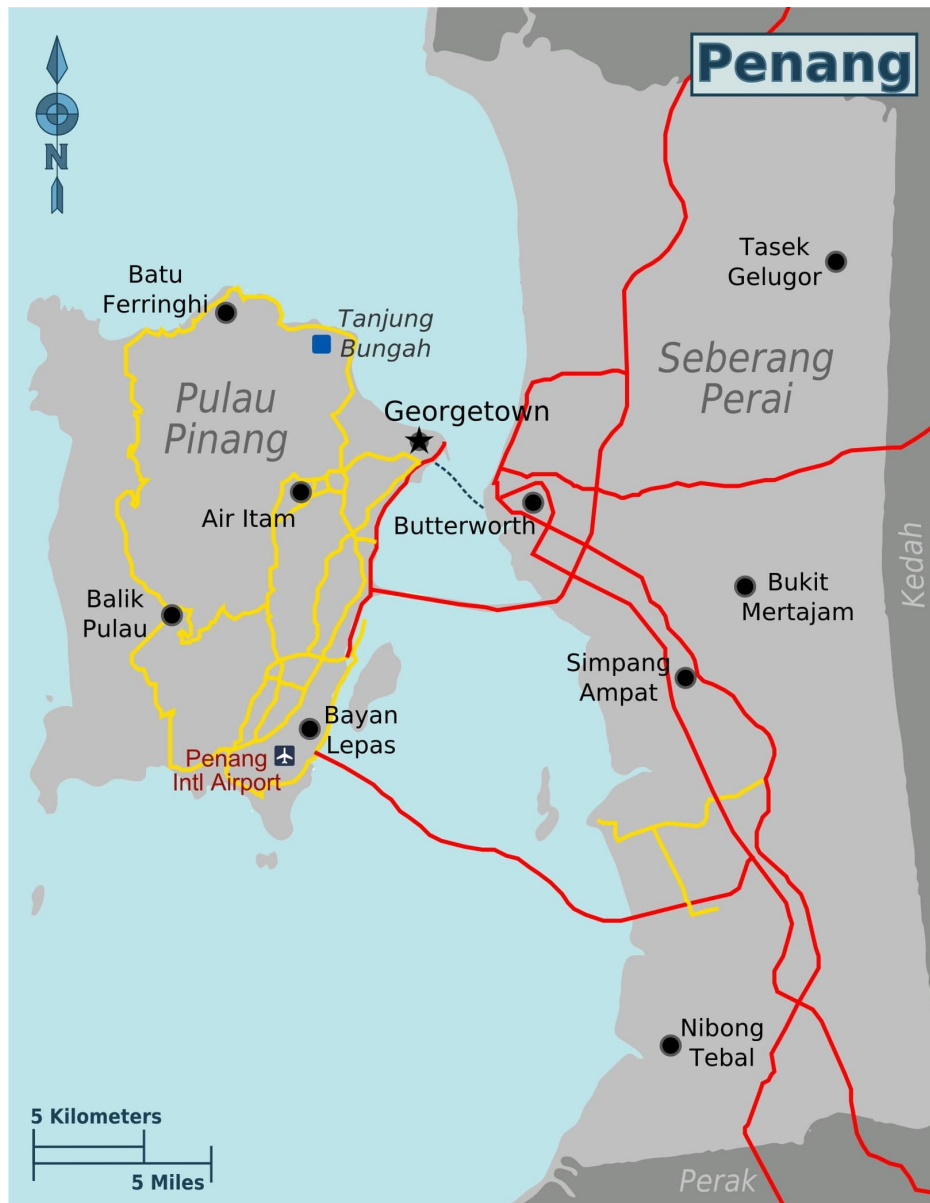 Penang
N
Tasek
Gelugor
Batu
Ferringhi
Tanjung
Bungah
Seberang
Perai
Pulau
Pinang
Georgetown
Air Itam
Butterworth
Kedah
Balik
Pulau
Bukit
Mertajam
Simpang
Ampat
Bayan
Lepas
Penang
Intl Airport
Nibong
Tebal
5 Kilometers
5 Miles
Perak